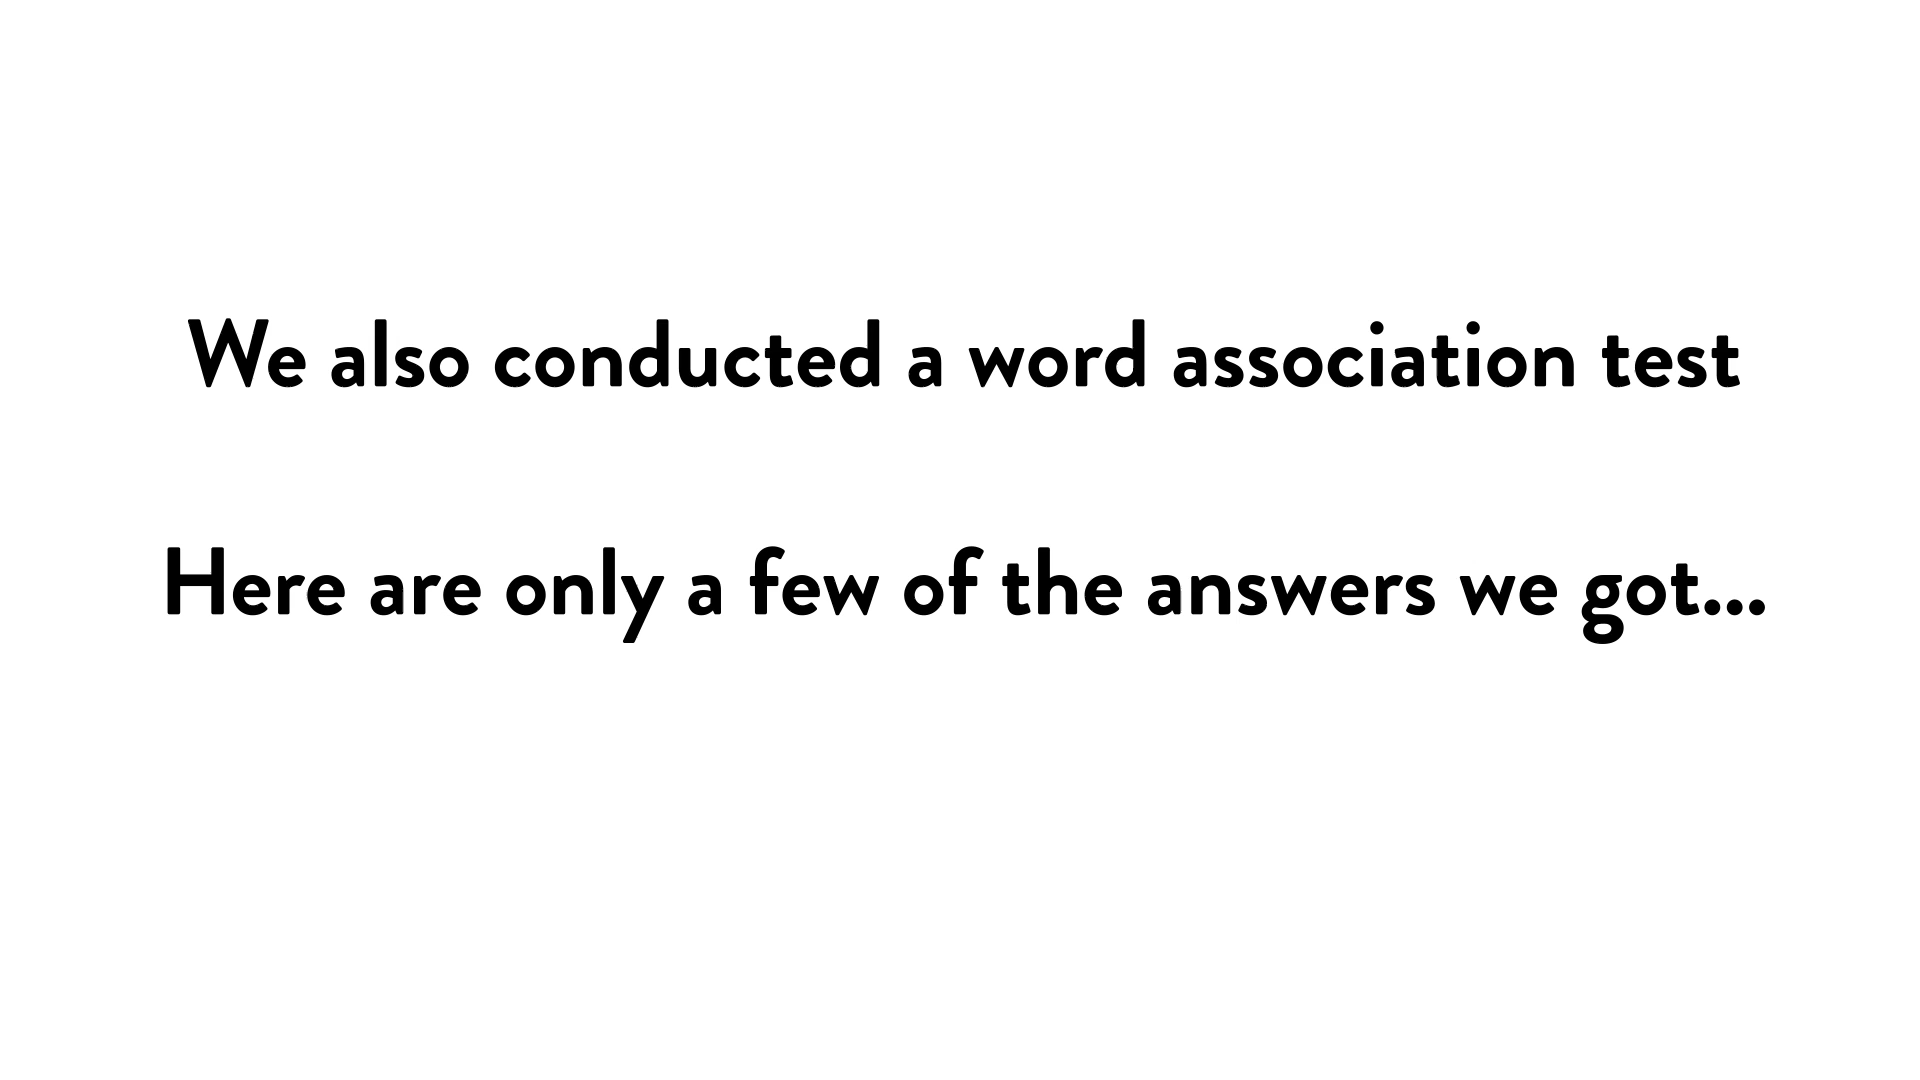 We also conducted a word association test
Here are only a few of the answers we got...